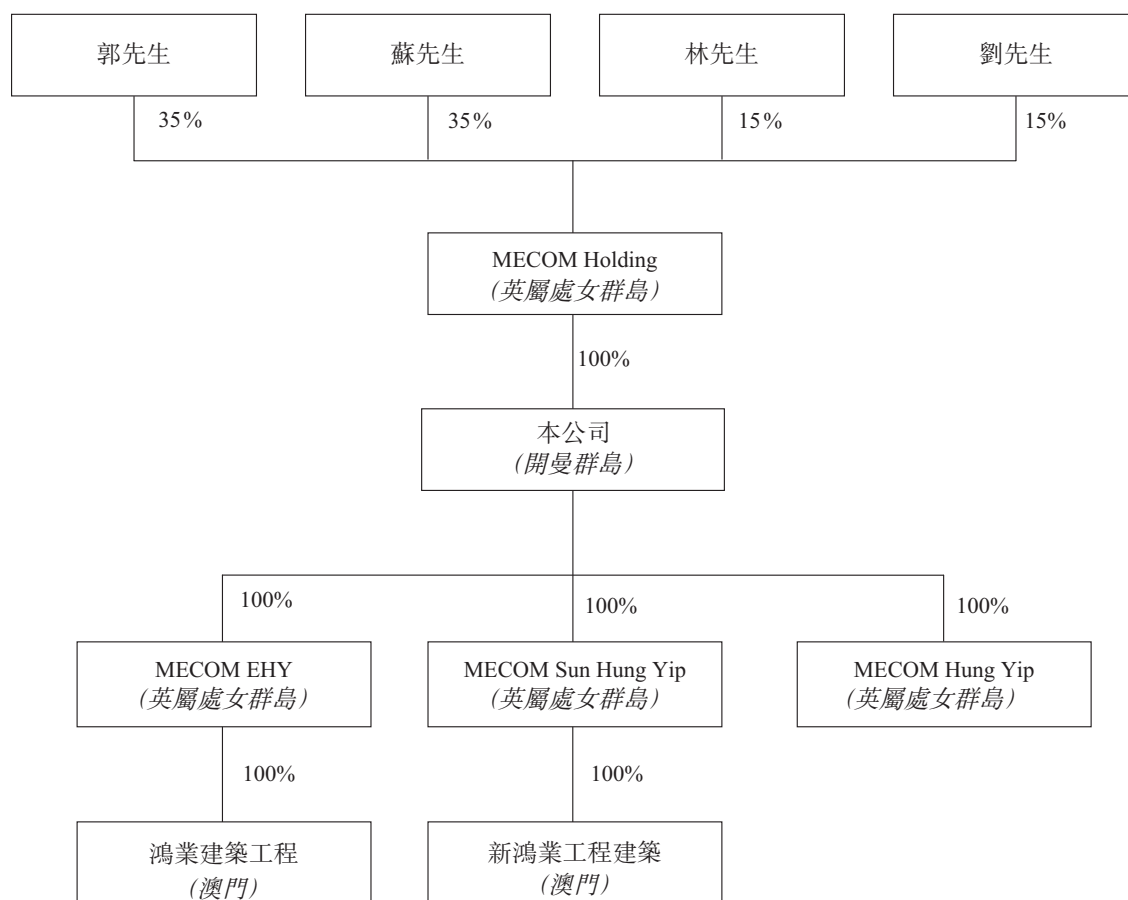 郭先生
蘇先生
林先生
劉先生
35%
35%
15%
15%
MECOM Holding
(英屬處女群島)
100%
本公司
(開曼群島)
100%
100%
100%
MECOM EHY
(英屬處女群島)
MECOM Sun Hung Yip
(英屬處女群島)
MECOM Hung Yip
(英屬處女群島)
100%
100%
鴻業建築工程
(澳門)
新鴻業工程建築
(澳門)